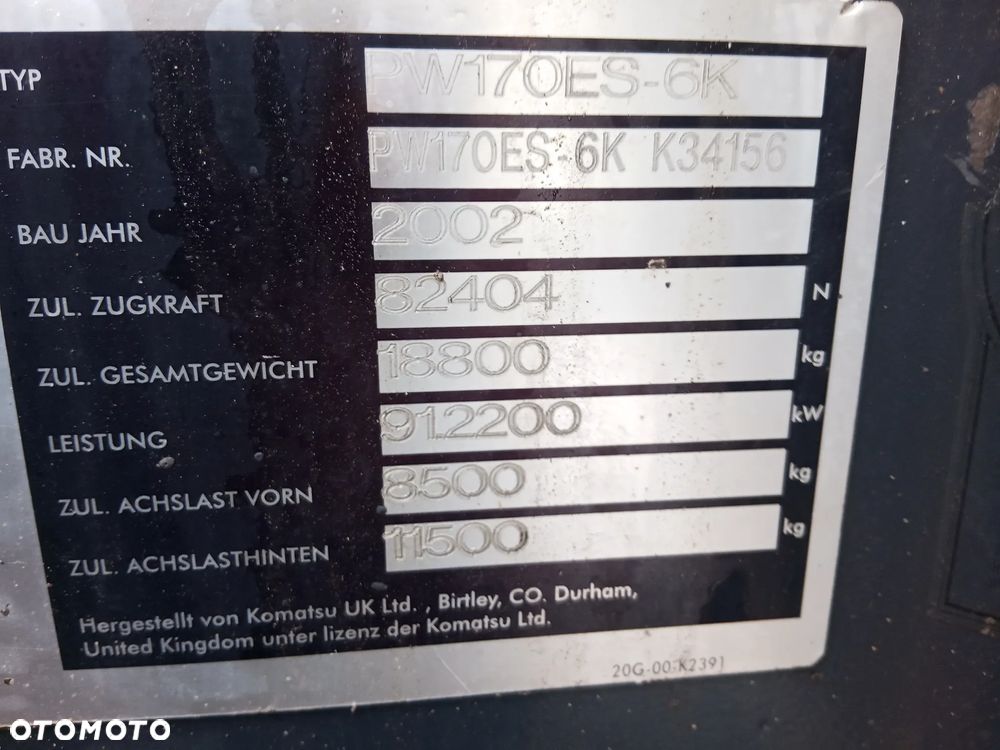 TYP PW170ES-6K
FABR. NR. PW170ES-6K K34156
BAU JAHR 2002
ZUL. ZUGKRAFT 82404 N
ZUL. GESAMTGEWICHT 18800 kg
LEISTUNG 91.2200 kW
ZUL. ACHSLAST VORN 8500 kg
ZUL. ACHSLASTHINTEN 11500 kg
Hergestellt von Komatsu UK Ltd. , Birtley, CO. Durham,
United Kingdom unter lizenz der Komatsu Ltd.
20G-00-K2391
OTOMOTO